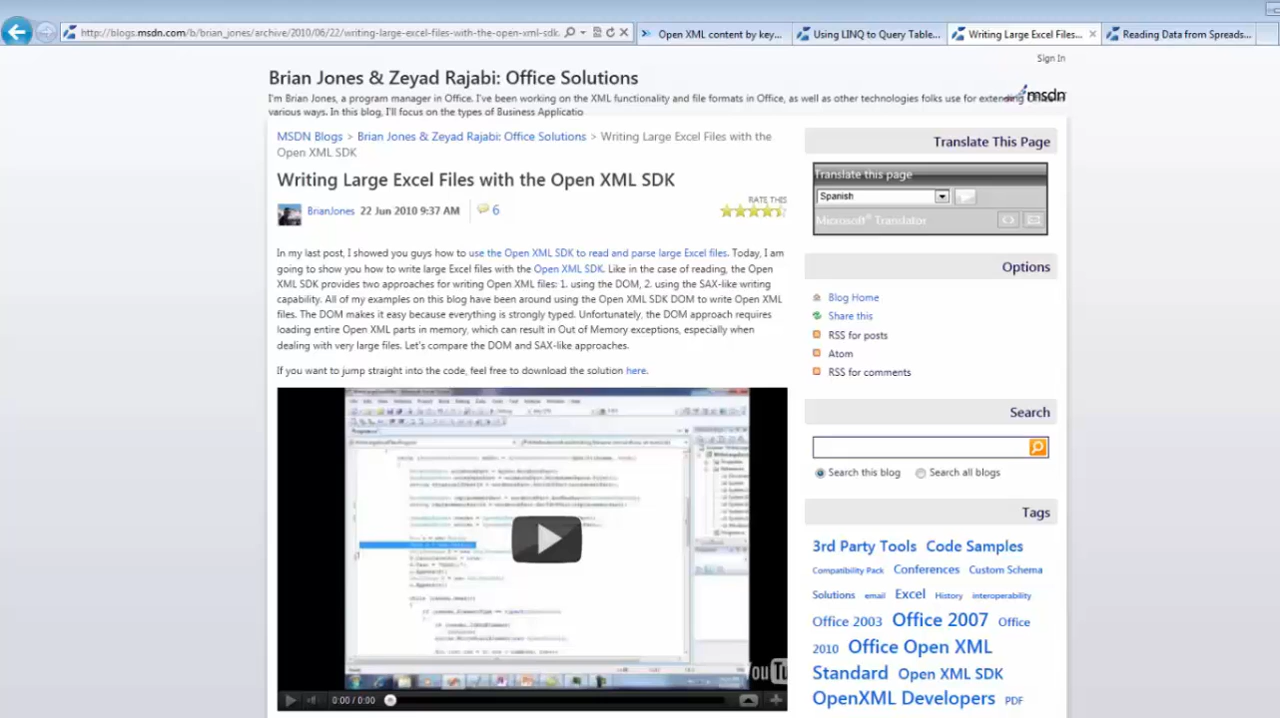 http://blogs.msdn.com/b/brian_jones/archive/2010/06/22/writing-large-excel-files-with-the-open-xml-sdk.
Open XML content by key...
Using LINQ to Query Table...
Writing Large Excel Files...
Reading Data from Spreads...
Sign In
Brian Jones & Zeyad Rajabi: Office Solutions
msdn
I'm Brian Jones, a program manager in Office. I've been working on the XML functionality and file formats in Office, as well as other technologies folks use for extending Office in
various ways. In this blog, I'll focus on the types of Business Applicatio
MSDN Blogs > Brian Jones & Zeyad Rajabi: Office Solutions > Writing Large Excel Files with the
Open XML SDK
Writing Large Excel Files with the Open XML SDK
BrianJones 22 Jun 2010 9:37 AM 6
RATE THIS
In my last post, I showed you guys how to use the Open XML SDK to read and parse large Excel files. Today, I am
going to show you how to write large Excel files with the Open XML SDK. Like in the case of reading, the Open
XML SDK provides two approaches for writing Open XML files: 1. using the DOM, 2. using the SAX-like writing
capability. All of my examples on this blog have been around using the Open XML SDK DOM to write Open XML
files. The DOM makes it easy because everything is strongly typed. Unfortunately, the DOM approach requires
loading entire Open XML parts in memory, which can result in Out of Memory exceptions, especially when
dealing with very large files. Let's compare the DOM and SAX-like approaches.
If you want to jump straight into the code, feel free to download the solution here.
You Tu
0:00 / 0:00
Translate This Page
Translate this page
Spanish
Microsoft® Translator
Options
Blog Home
Share this
RSS for posts
Atom
RSS for comments
Search
Search this blog Search all blogs
Tags
3rd Party Tools Code Samples
Compatibility Pack Conferences Custom Schema
Solutions email Excel History interoperability
Office 2003 Office 2007 Office
2010 Office Open XML
Standard Open XML SDK
OpenXML Developers PDF